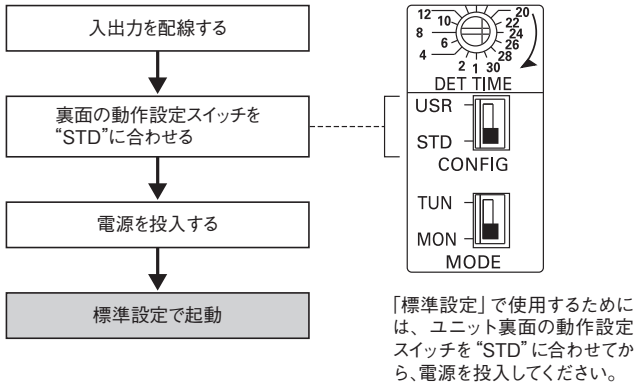 入出力を配線する
裏面の動作設定スイッチを
“STD”に合わせる
電源を投入する
標準設定で起動
12
10
8
6
4
2
1
30
28
26
24
22
20
DET TIME
USR
STD
CONFIG
TUN
MON
MODE
「標準設定」で使用するために
は、ユニット裏面の動作設定
スイッチを“STD”に合わせてか
ら、電源を投入してください。